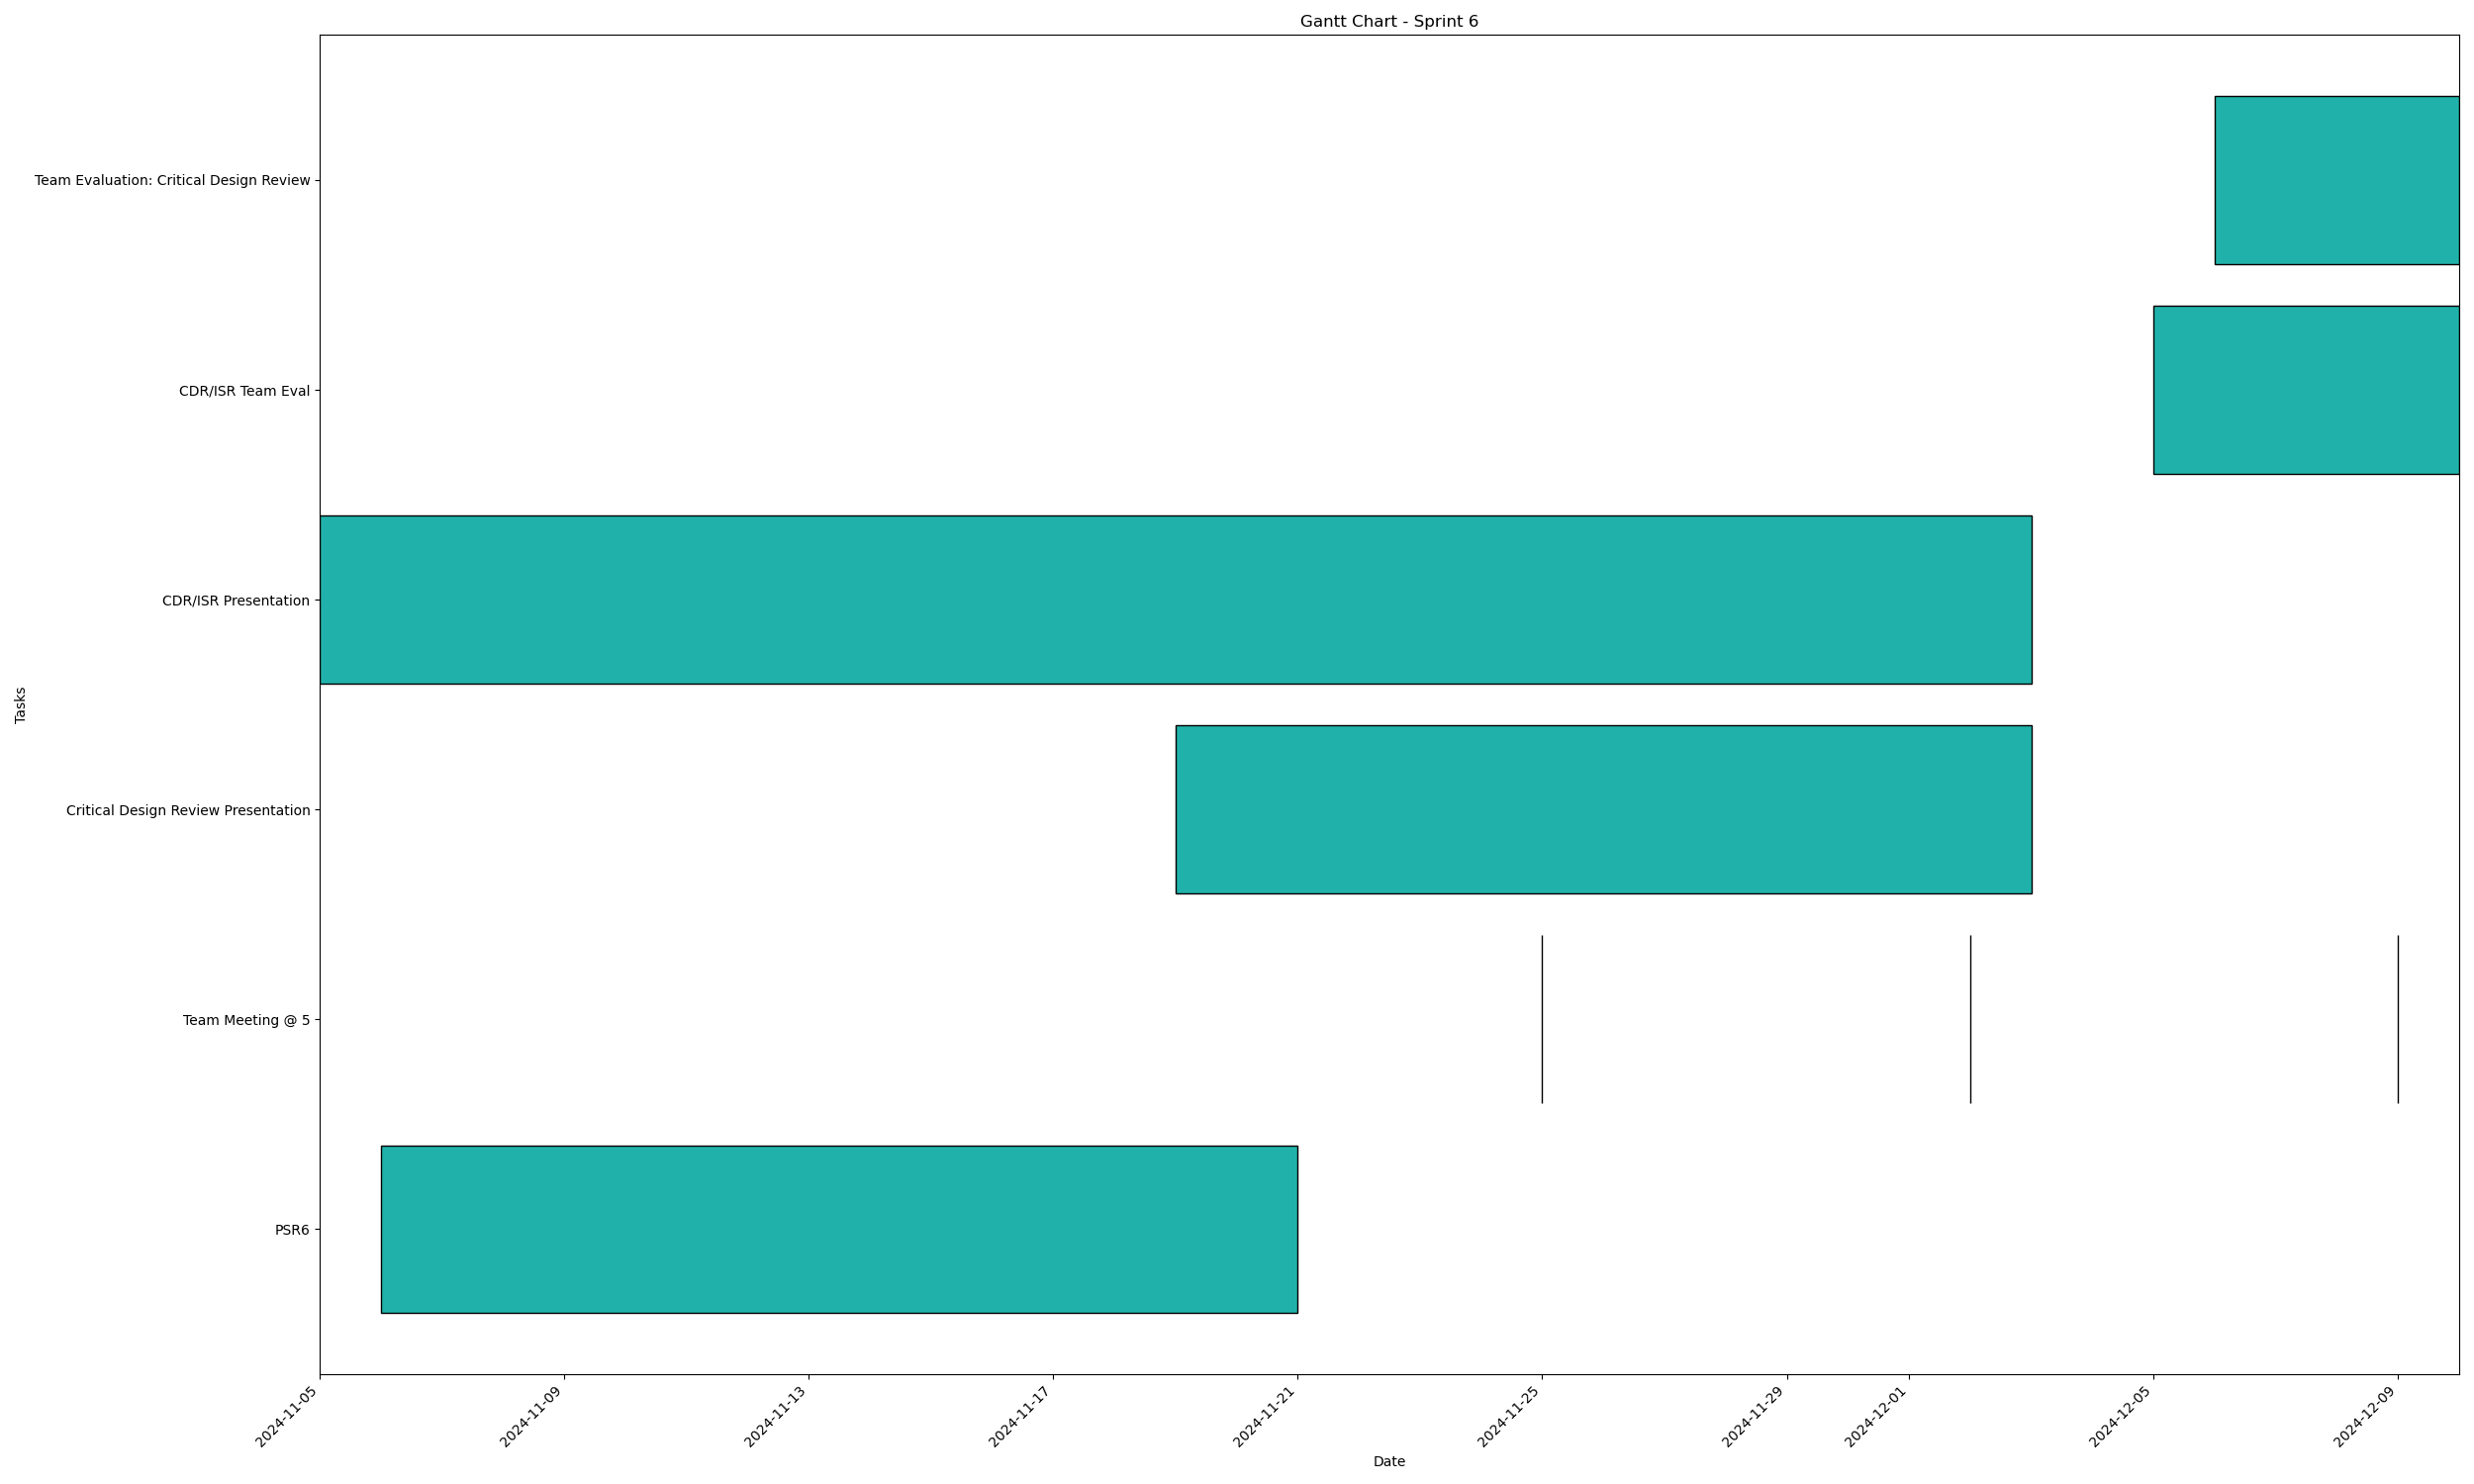 Gantt Chart - Sprint 6
Team Evaluation: Critical Design Review
CDR/ISR Team Eval
CDR/ISR Presentation
Critical Design Review Presentation
Team Meeting @ 5
PSR6
Tasks
2024-11-05
2024-11-09
2024-11-13
2024-11-17
2024-11-21
2024-11-25
2024-11-29
2024-12-01
2024-12-05
2024-12-09
Date